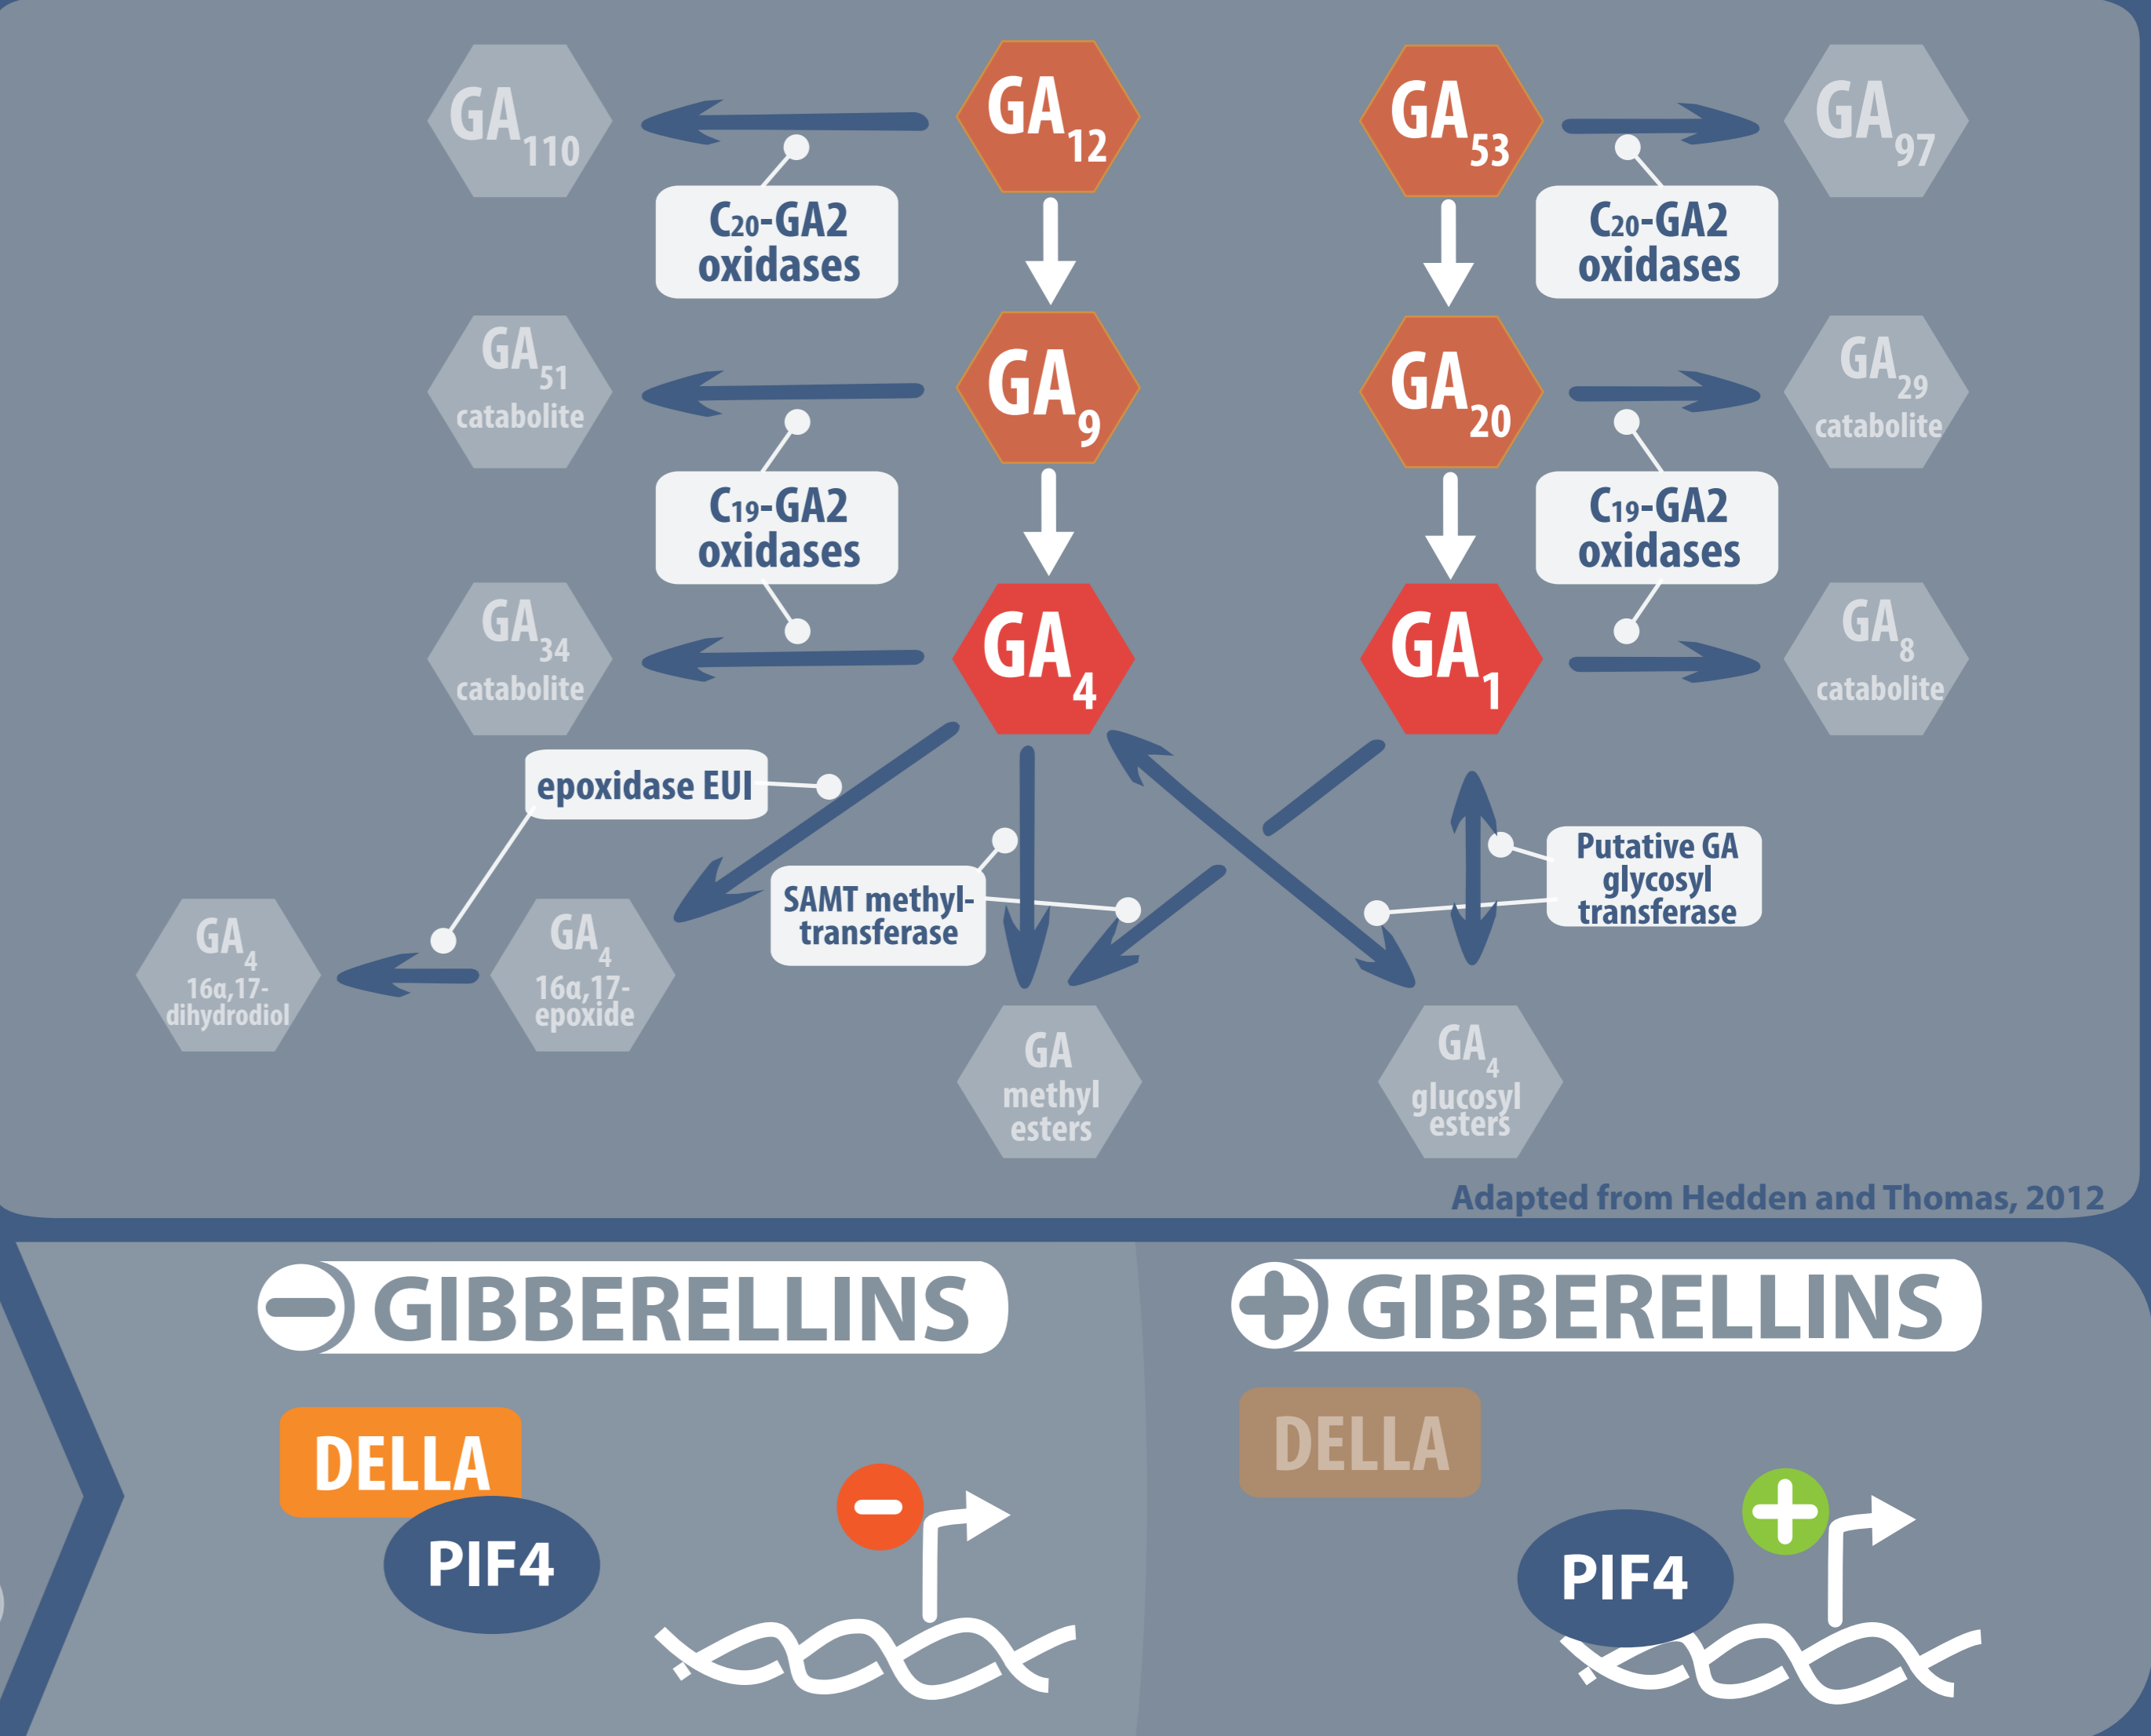 GA110
GA12
GA53
GA97
C20-GA2
oxidases
C20-GA2
oxidases
GA51
catabolite
GA9
GA20
GA29
catabolite
C19-GA2
oxidases
C19-GA2
oxidases
GA34
catabolite
GA4
GA1
GA8
catabolite
epoxidase EUI
SAMT methyl-
transferase
Putative GA
glycosyl
transferase
GA4
16α,17-
dihydrodiol
GA4
16α,17-
epoxide
GA
methyl
esters
GA4
glucosyl
esters
Adapted from Hedden and Thomas, 2012
GIBBERELLINS
GIBBERELLINS
DELLA
PIF4
DELLA
PIF4